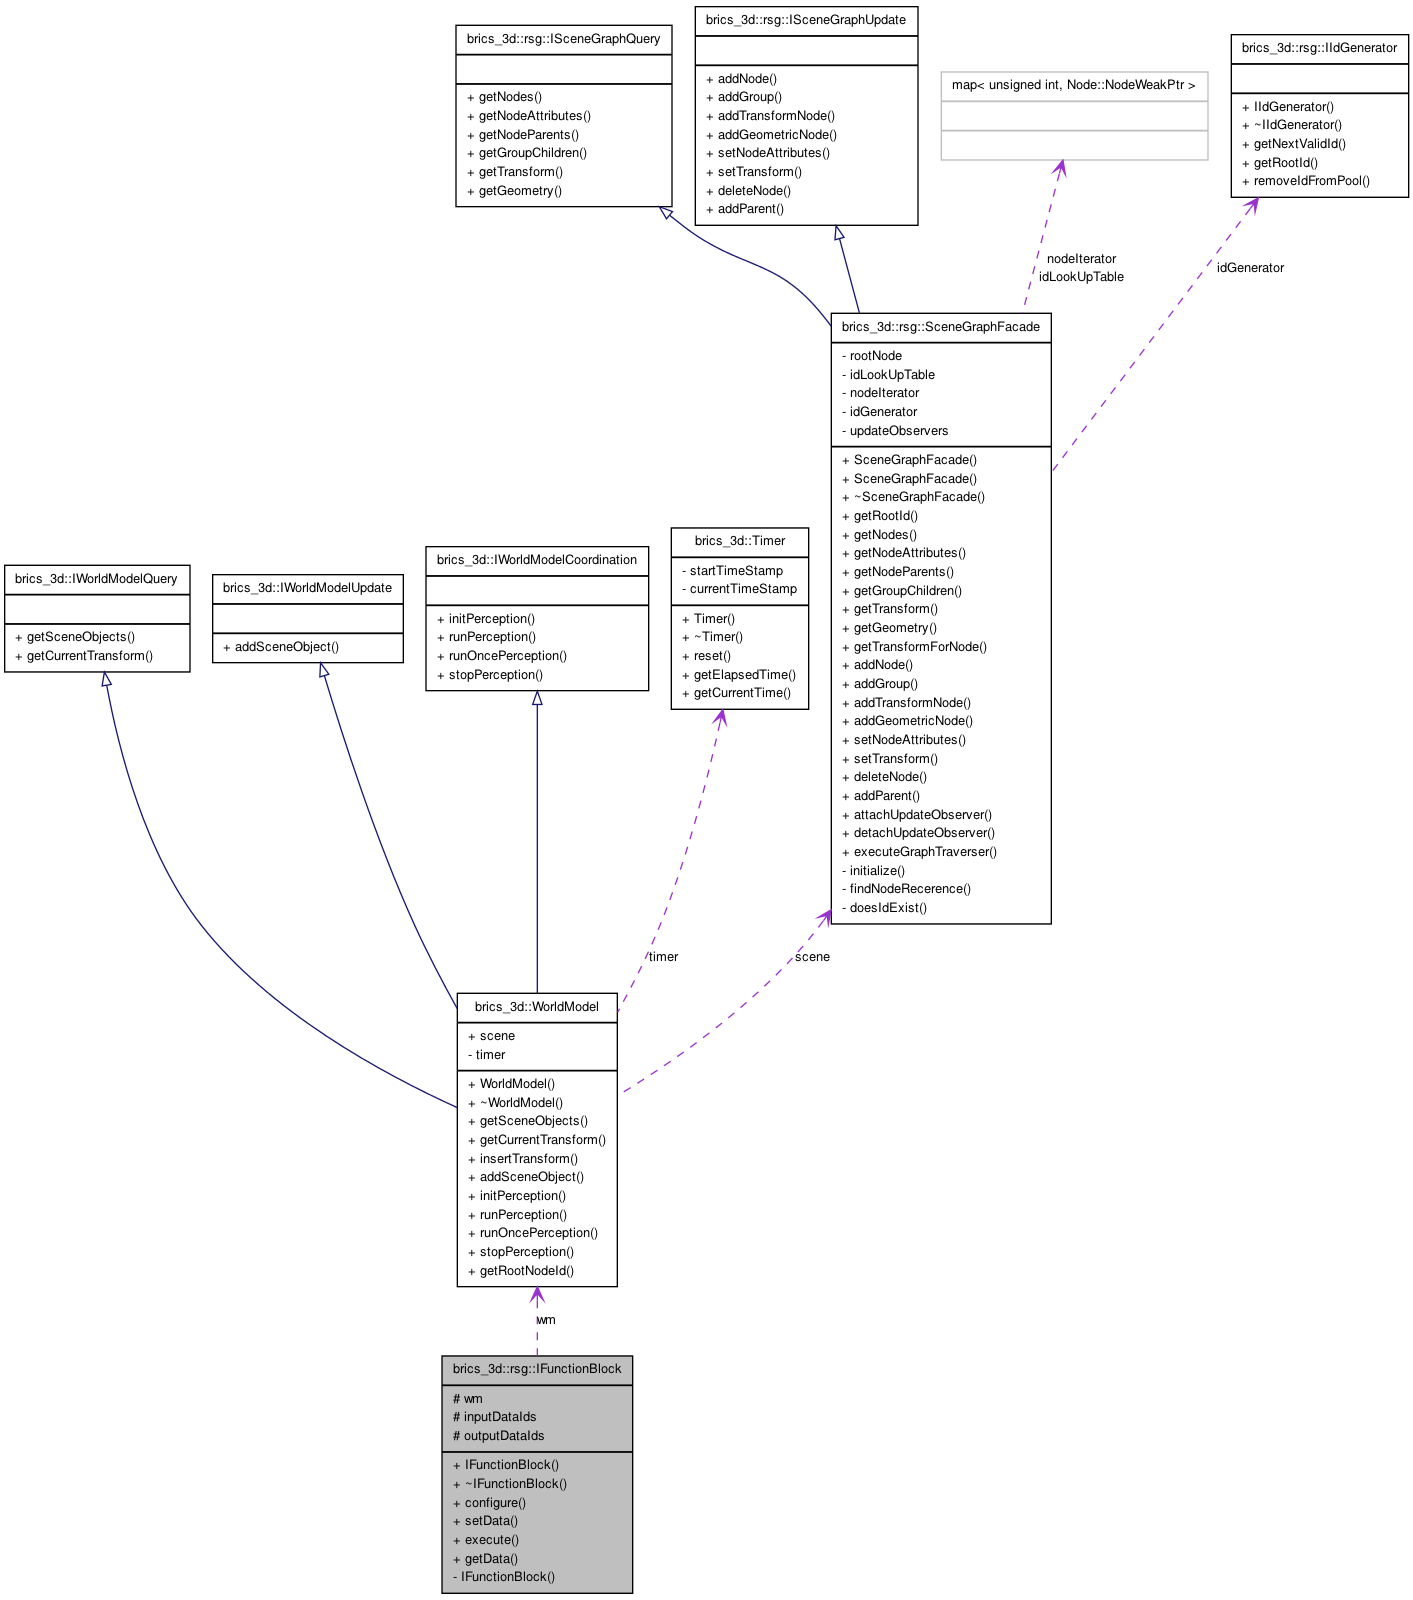 brics_3d::rsg::ISceneGraphQuery
+ getNodes()
+ getNodeAttributes()
+ getNodeParents()
+ getGroupChildren()
+ getTransform()
+ getGeometry()
brics_3d::rsg::ISceneGraphUpdate
+ addNode()
+ addGroup()
+ addTransformNode()
+ addGeometricNode()
+ setNodeAttributes()
+ setTransform()
+ deleteNode()
+ addParent()
map< unsigned int, Node::NodeWeakPtr >
brics_3d::rsg::IIdGenerator
+ IIdGenerator()
+ ~IIdGenerator()
+ getNextValidId()
+ getRootId()
+ removeIdFromPool()
nodeIterator
idLookUpTable
idGenerator
brics_3d::rsg::SceneGraphFacade
- rootNode
- idLookUpTable
- nodeIterator
- idGenerator
- updateObservers
+ SceneGraphFacade()
+ SceneGraphFacade()
+ ~SceneGraphFacade()
+ getRootId()
+ getNodes()
+ getNodeAttributes()
+ getNodeParents()
+ getGroupChildren()
+ getTransform()
+ getGeometry()
+ getTransformForNode()
+ addNode()
+ addGroup()
+ addTransformNode()
+ addGeometricNode()
+ setNodeAttributes()
+ setTransform()
+ deleteNode()
+ addParent()
+ attachUpdateObserver()
+ detachUpdateObserver()
+ executeGraphTraverser()
- initialize()
- findNodeRecerence()
- doesIdExist()
brics_3d::IWorldModelQuery
+ getSceneObjects()
+ getCurrentTransform()
brics_3d::IWorldModelUpdate
+ addSceneObject()
brics_3d::IWorldModelCoordination
+ initPerception()
+ runPerception()
+ runOncePerception()
+ stopPerception()
brics_3d::Timer
- startTimeStamp
- currentTimeStamp
+ Timer()
+ ~Timer()
+ reset()
+ getElapsedTime()
+ getCurrentTime()
timer
scene
brics_3d::WorldModel
+ scene
- timer
+ WorldModel()
+ ~WorldModel()
+ getSceneObjects()
+ getCurrentTransform()
+ insertTransform()
+ addSceneObject()
+ initPerception()
+ runPerception()
+ runOncePerception()
+ stopPerception()
+ getRootNodeId()
wm
brics_3d::rsg::IFunctionBlock
# wm
# inputDataIds
# outputDataIds
+ IFunctionBlock()
+ ~IFunctionBlock()
+ configure()
+ setData()
+ execute()
+ getData()
- IFunctionBlock()